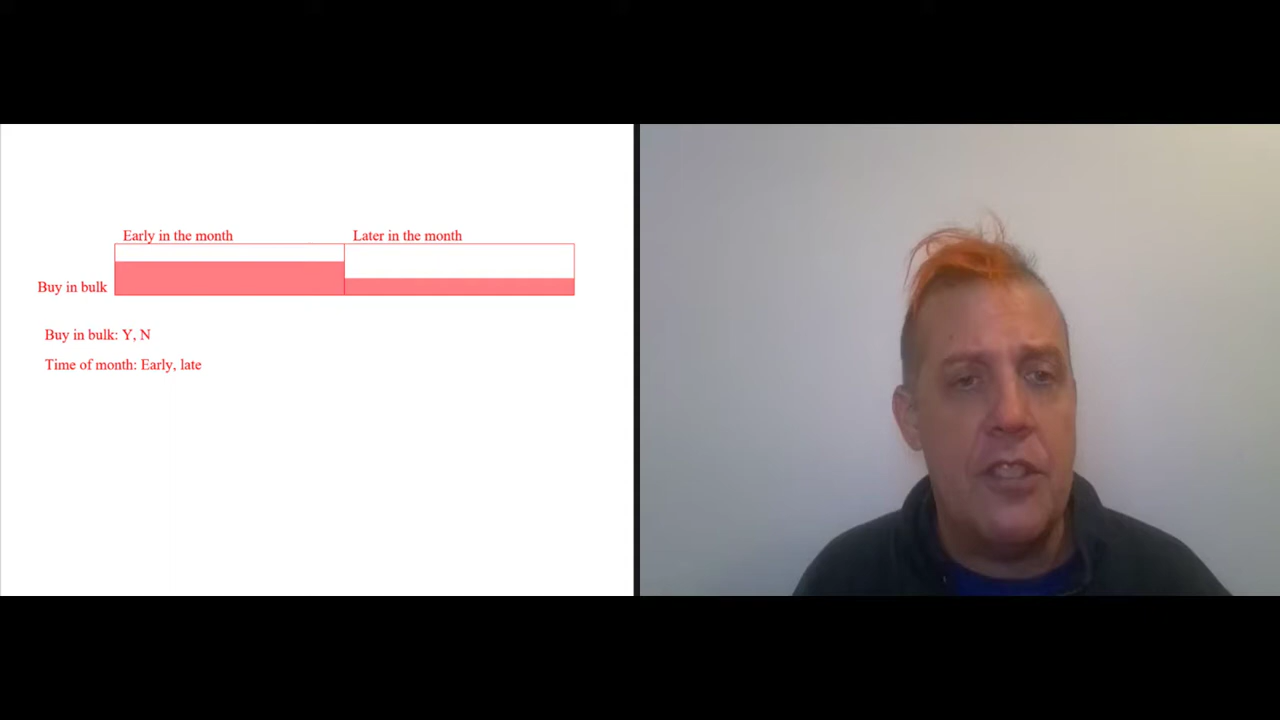 Early in the month
Later in the month
Buy in bulk
Buy in bulk: Y, N
Time of month: Early, late